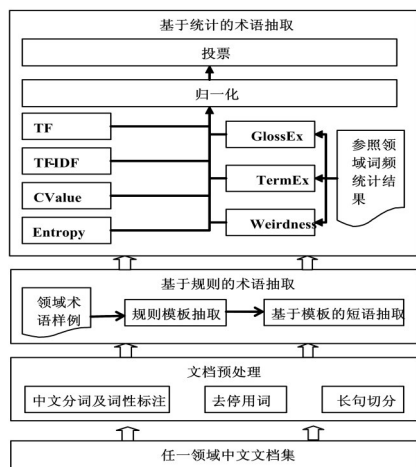 基于统计的术语抽取
投票
归一化
TF
GlossEx
TF-IDF
TermEx
CValue
Weirdness
Entropy
参照领
域词频
统计结
果
基于规则的术语抽取
领域术
语样例
规则模板抽取
基于模板的短语抽取
文档预处理
中文分词及词性标注
去停用词
长句切分
任一领域中文文档集